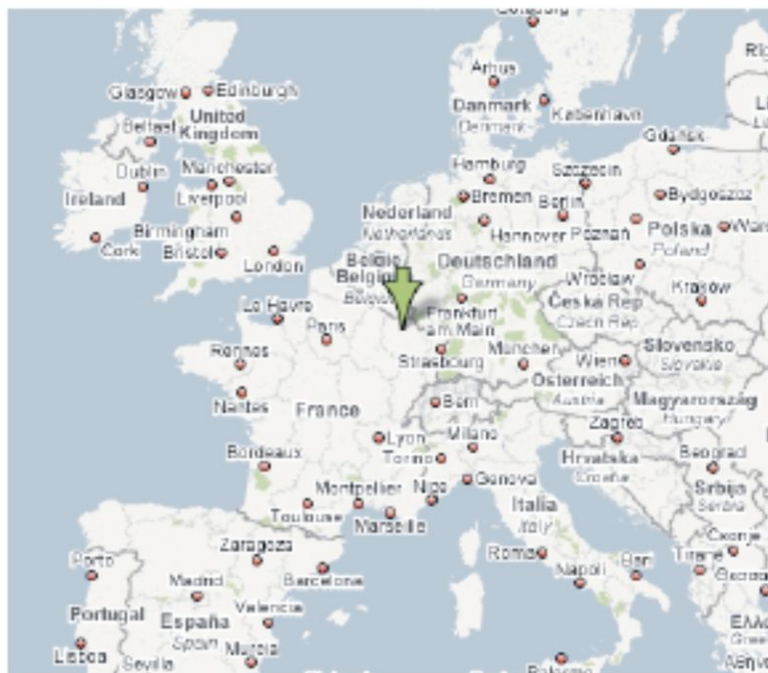 Arhus
Glasgow
Edinburgh
Danmark
United
Kingdom
København
Denmark
Belfast
Gdansk
Dublin
Manchester
Hamburg
Szczecin
Ireland
Liverpool
Bremen
Berlin
Bydgoszcz
Nederland
Netherlands
Birmingham
Hannover
Poznań
Polska
Poland
Cork
Bristol
London
België
Deutschland
Germany
Wrocław
Kraków
Česká Rep
Czech Rep
Le Havre
Paris
Frankfurt
am Main
Rennes
Strasbourg
München
Wien
Slovensko
Slovakia
Österreich
Austria
Magyarország
Hungary
Nantes
France
Bern
Zagreb
Lyon
Milano
Torino
Hrvatska
Croatia
Beograd
Bordeaux
Srbija
Serbia
Montpellier
Nice
Genova
Toulouse
Marseille
Italia
Italy
Zaragoza
Roma
Tirane
Porto
Madrid
Barcelona
Napoli
Bari
Portugal
España
Spain
Valencia
Lisboa
Sevilla
Murcia